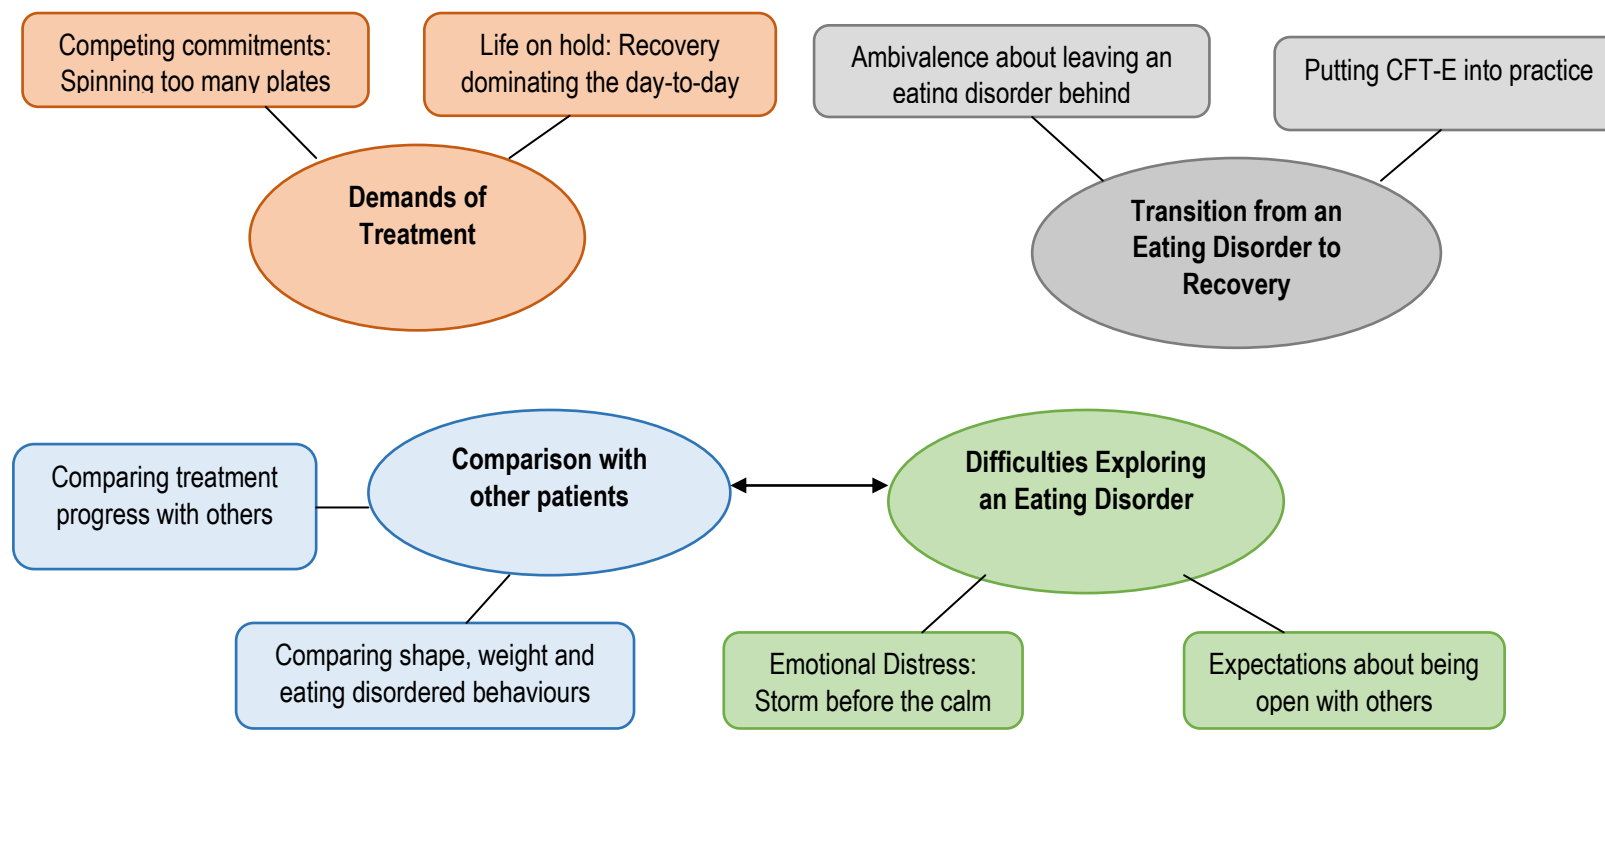 Competing commitments:
Spinning too many plates
Life on hold: Recovery
dominating the day-to-day
Ambivalence about leaving an
eating disorder behind
Putting CFT-E into practice
Demands of
Treatment
Transition from an
Eating Disorder to
Recovery
Comparison with
other patients
Difficulties Exploring
an Eating Disorder
Comparing treatment
progress with others
Comparing shape, weight and
eating disordered behaviours
Emotional Distress:
Storm before the calm
Expectations about being
open with others